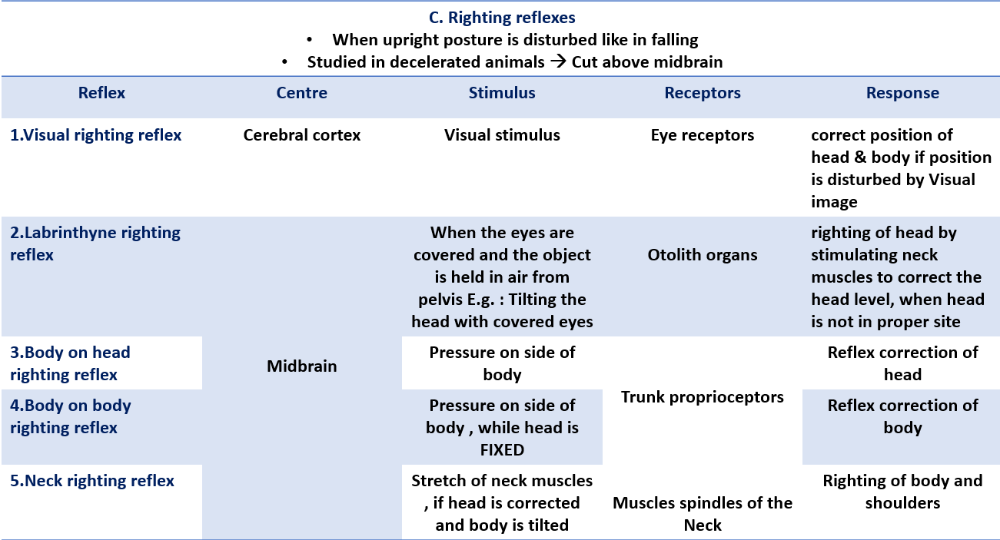 C. Righting reflexes
• When upright posture is disturbed like in falling
• Studied in decelerated animals → Cut above midbrain
Reflex Centre Stimulus Receptors Response
1.Visual righting reflex
Cerebral cortex
Visual stimulus
Eye receptors
correct position of
head & body if position
is disturbed by Visual
image
2.Labrinthyne righting
reflex
Midbrain
When the eyes are
covered and the object
is held in air from
pelvis E.g. : Tilting the
head with covered eyes
Otolith organs
righting of head by
stimulating neck
muscles to correct the
head level, when head
is not in proper site
3.Body on head
righting reflex
Pressure on side of
body
Trunk proprioceptors
Reflex correction of
head
4.Body on body
righting reflex
Pressure on side of
body , while head is
FIXED
Reflex correction of
body
5.Neck righting reflex
Stretch of neck muscles
, if head is corrected
and body is tilted
Muscles spindles of the
Neck
Righting of body and
shoulders